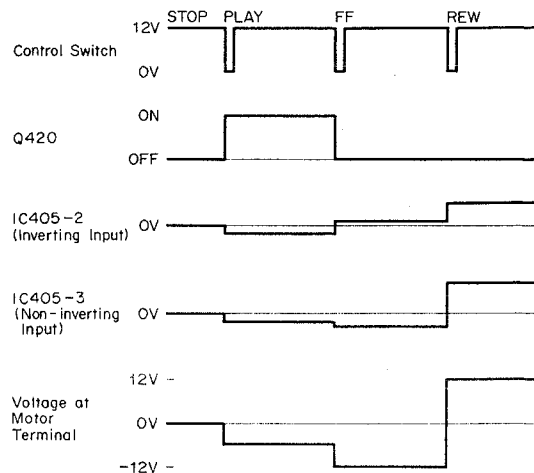 STOP PLAY FF REW
12V
Control Switch
0V
ON
Q420
OFF
IC405-2 0V
(Inverting Input)
IC405-3
(Non-inverting 0V
Input)
12V
Voltage at 0V
Motor
Terminal
-12V